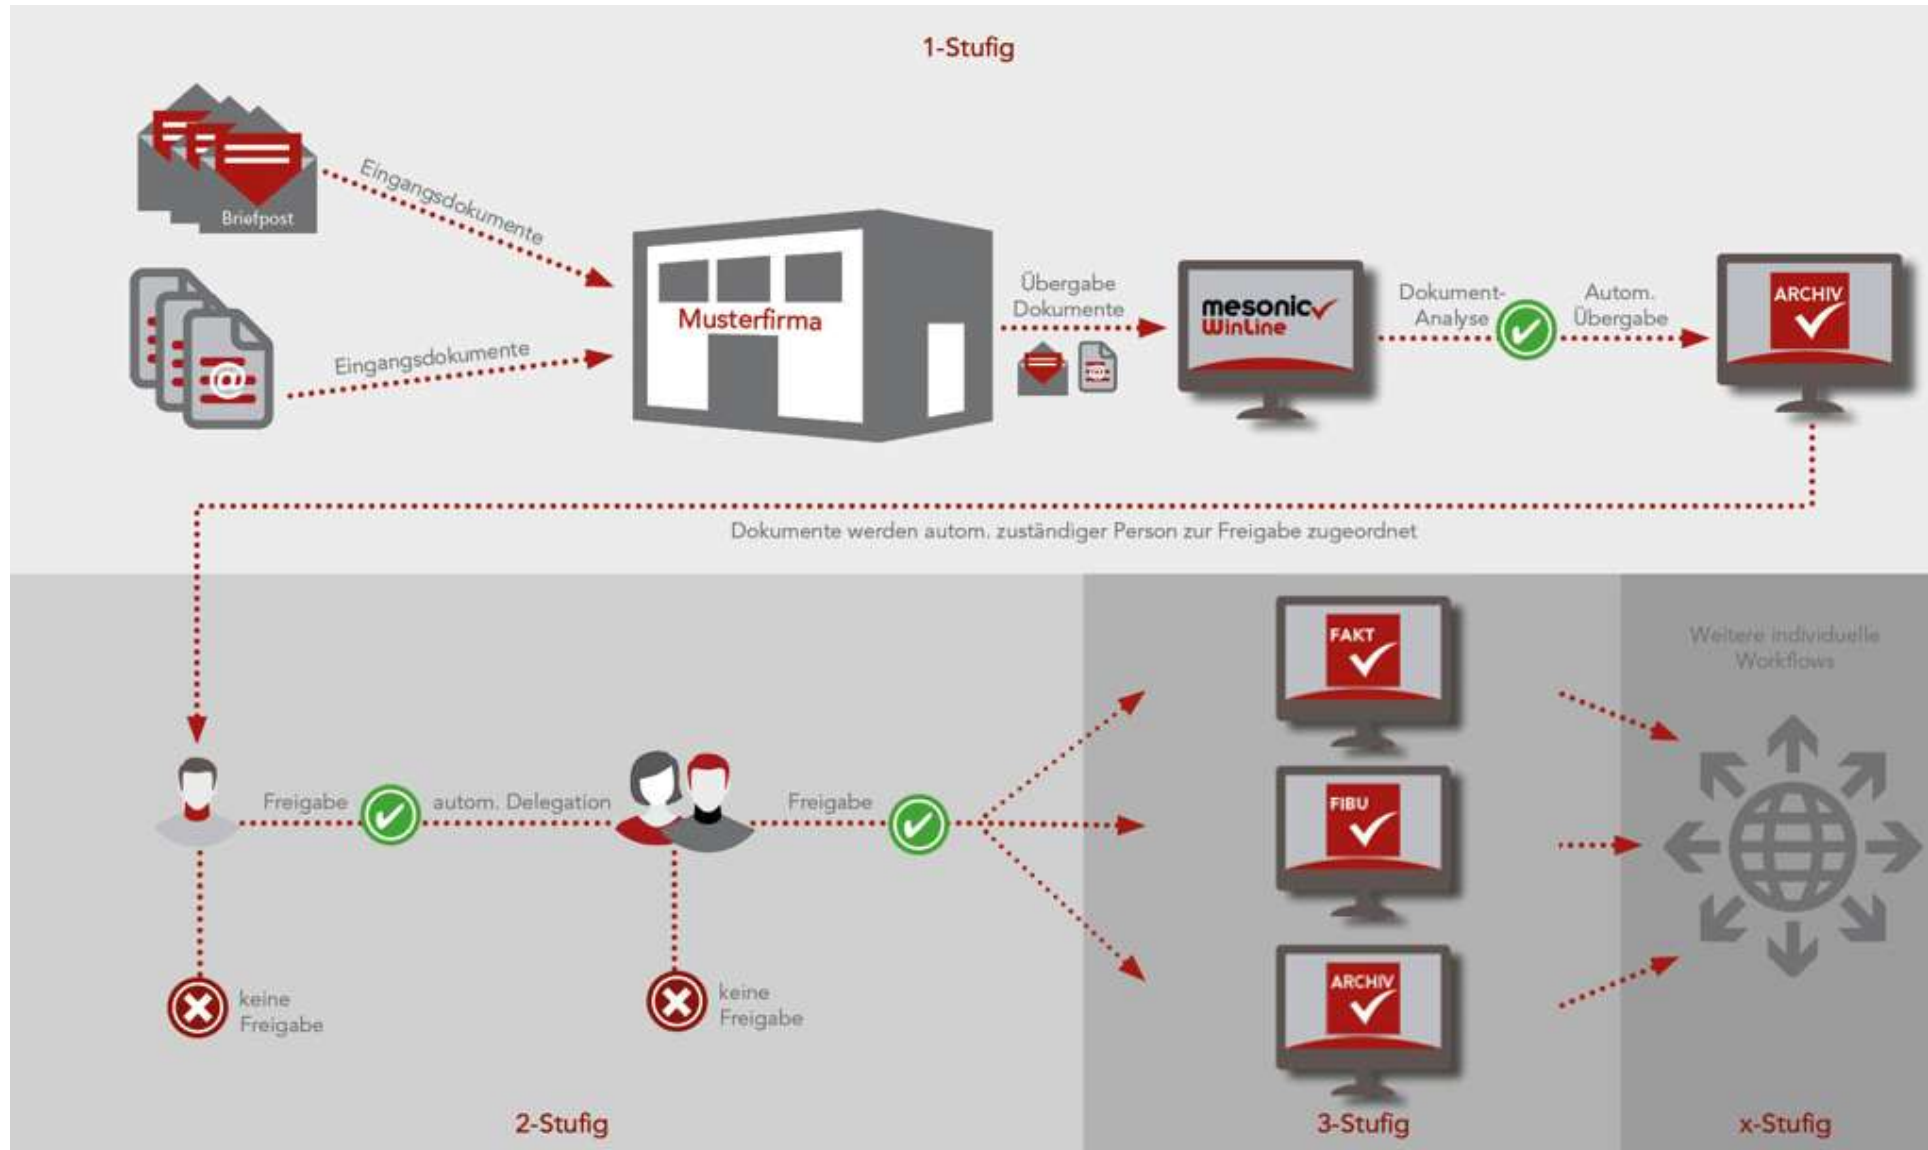 1-Stufig
Briefpost
Eingangsdokumente
@
Eingangsdokumente
Musterfirma
Übergabe
Dokumente
mesonic
WinLine
Dokument-
Analyse
Autom.
Übergabe
ARCHIV
Dokumente werden autom. zuständiger Person zur Freigabe zugeordnet
Freigabe
autom. Delegation
Freigabe
keine
Freigabe
keine
Freigabe
2-Stufig
FAKT
FIBU
ARCHIV
3-Stufig
Weitere individuelle
Workflows
x-Stufig